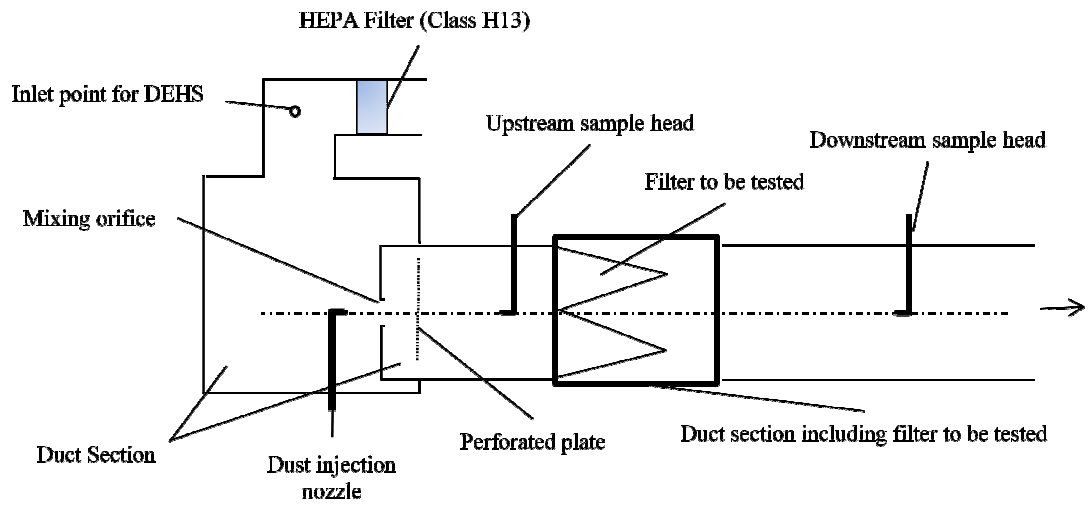 HEPA Filter (Class H13)
Inlet point for DEHS
Upstream sample head
Downstream sample head
Filter to be tested
Mixing orifice
Duct Section
Dust injection
nozzle
Perforated plate
Duct section including filter to be tested